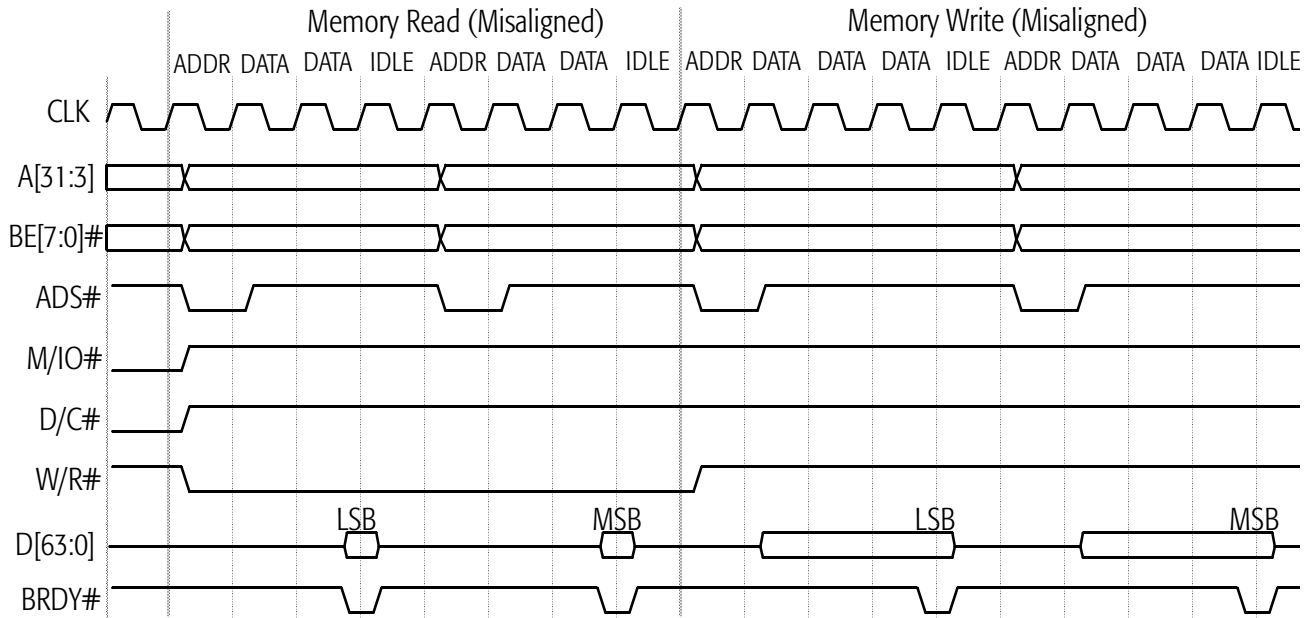 Memory Read (Misaligned) Memory Write (Misaligned)
ADDR DATA DATA IDLE ADDR DATA DATA IDLE ADDR DATA DATA DATA IDLE ADDR DATA DATA DATA IDLE
CLK
A[31:3]
BE[7:0]#
ADS#
M/IO#
D/C#
W/R#
LSB MSB LSB MSB
D[63:0]
BRDY#